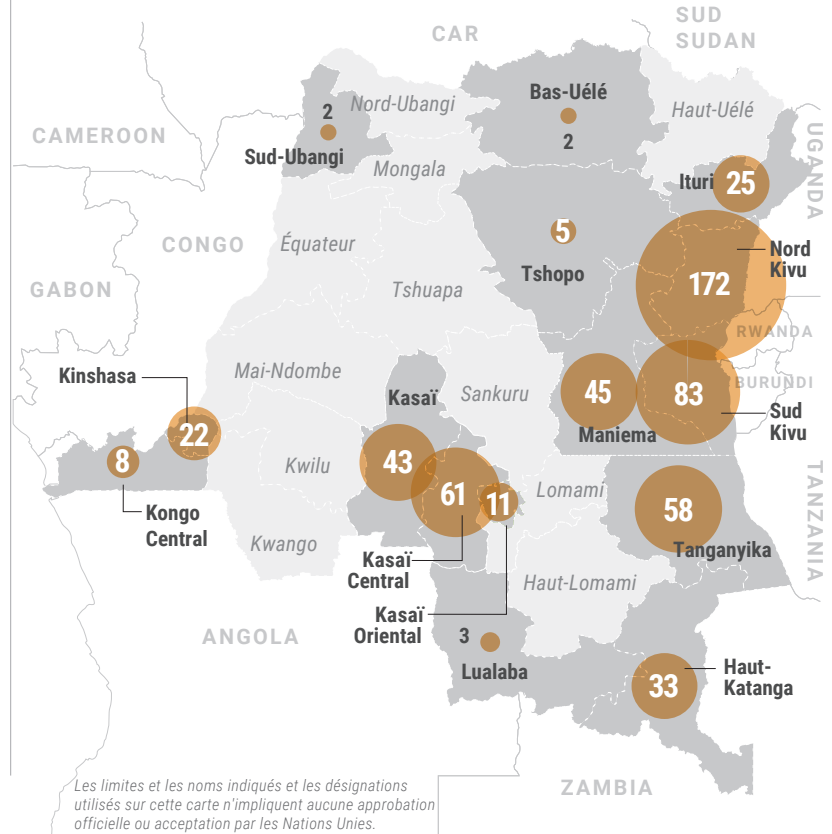 SUD
SUDAN
CAR
CAMEROON
Nord-Ubangi
2
Sud-Ubangi
Bas-Uélé
2
Haut-Uélé
UGANDA
Mongala
Ituri
25
CONGO
Équateur
5
Tshopo
Nord
Kivu
172
GABON
Tshuapa
RWANDA
Kinshasa
Mai-Ndombe
Kasaï
Sankuru
45
Maniema
83
BURUNDI
Sud
Kivu
22
8
Kongo
Central
Kwilu
43
61
11
Lomami
58
Tanganyika
TANZANIA
Kwango
Kasaï
Central
Haut-Lomami
Kasaï
Oriental
ANGOLA
3
Lualaba
33
Haut-
Katanga
ZAMBIA
Les limites et les noms indiqués et les désignations
utilisés sur cette carte n'impliquent aucune approbation
officielle ou acceptation par les Nations Unies.